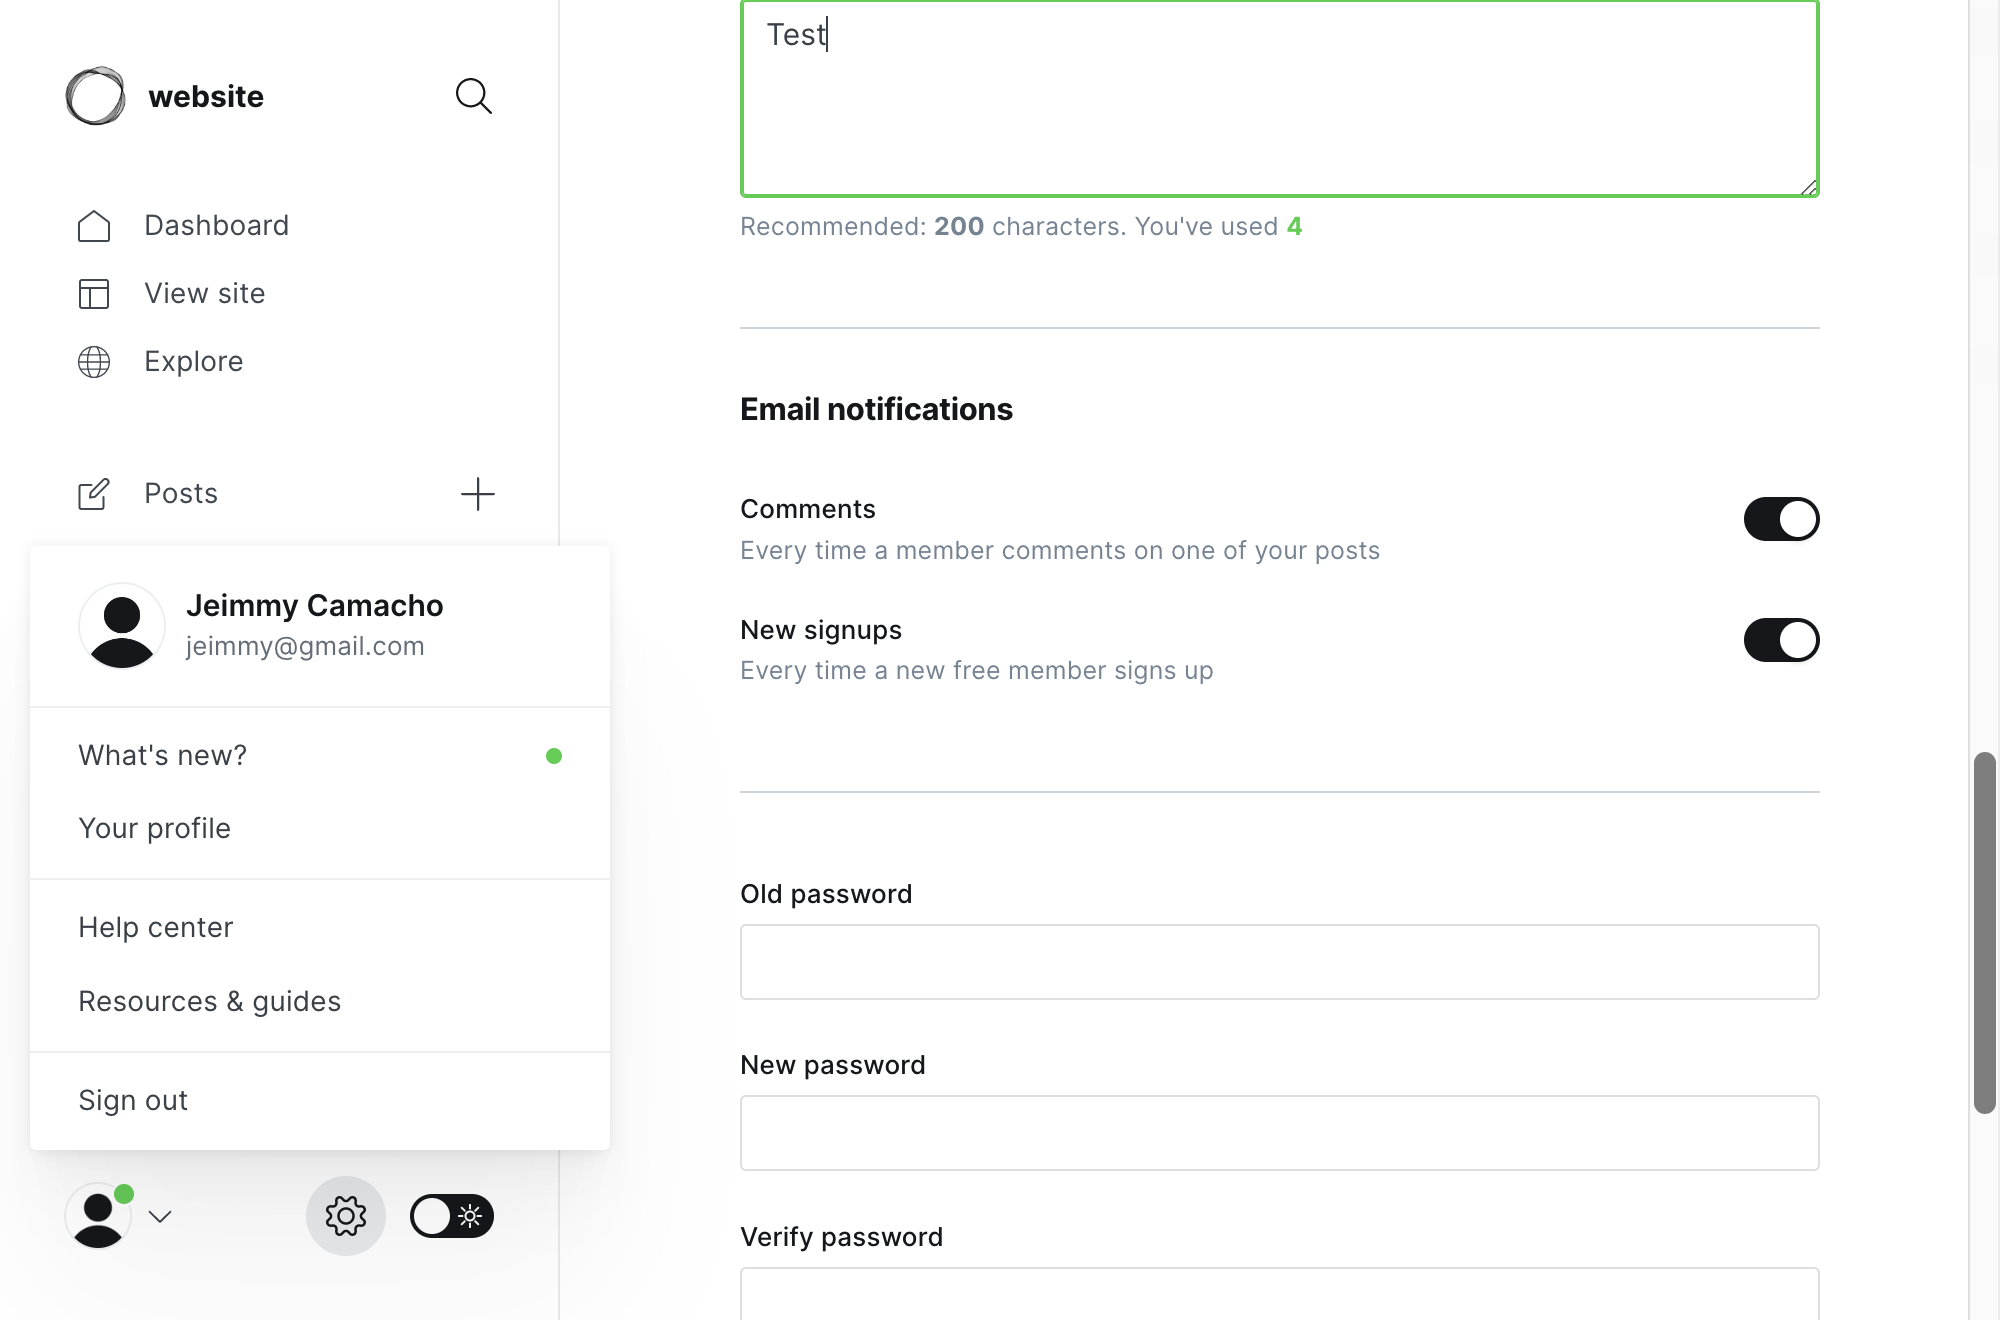 website
Dashboard
View site
Explore
Posts
Jeimmy Camacho
jeimmy@gmail.com
What's new?
Your profile
Help center
Resources & guides
Sign out
Test
Recommended: 200 characters. You've used 4
Email notifications
Comments
Every time a member comments on one of your posts
New signups
Every time a new free member signs up
Old password
New password
Verify password